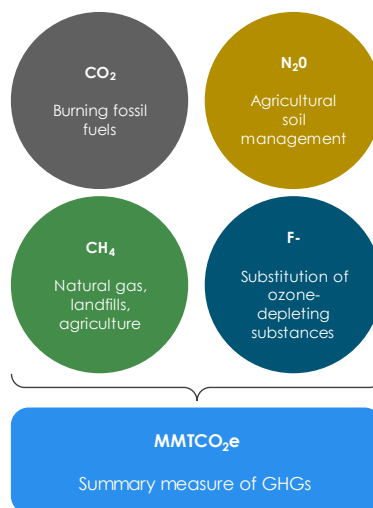 CO₂
Burning fossil
fuels
N₂0
Agricultural
soil
management
CH₄
Natural gas,
landfills,
agriculture
F-
Substitution of
ozone-
depleting
substances
MMTCO₂e
Summary measure of GHGs